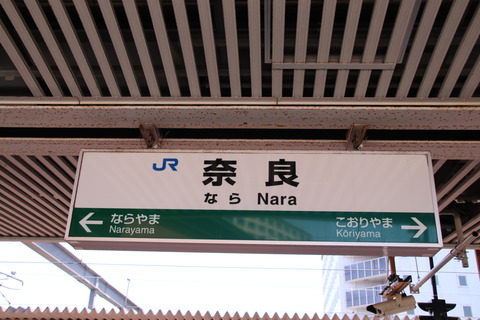 JR 奈良
なら Nara
← ならやま こおりやま →
Narayama Kōriyama